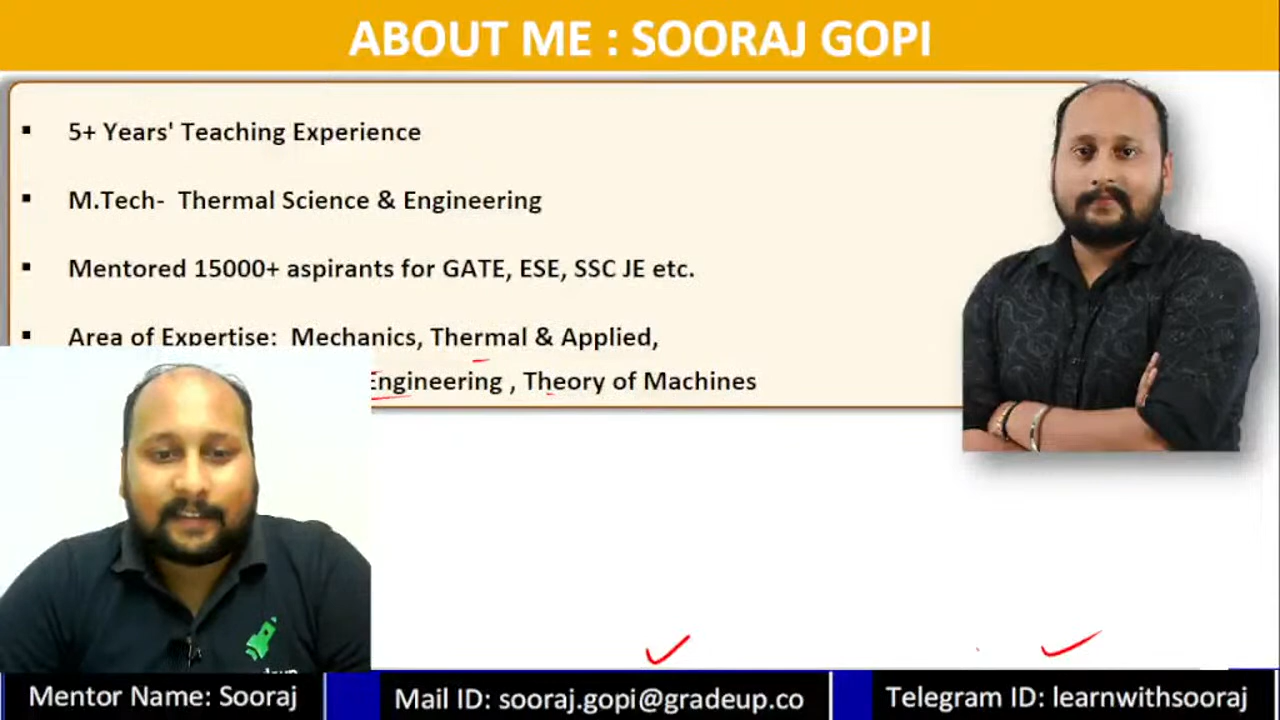 ABOUT ME : SOORAJ GOPI
▪ 5+ Years' Teaching Experience
▪ M.Tech- Thermal Science & Engineering
▪ Mentored 15000+ aspirants for GATE, ESE, SSC JE etc.
▪ Area of Expertise: Mechanics, Thermal & Applied,
Engineering , Theory of Machines
Mentor Name: Sooraj
Mail ID: sooraj.gopi@gradeup.co
Telegram ID: learnwithsooraj